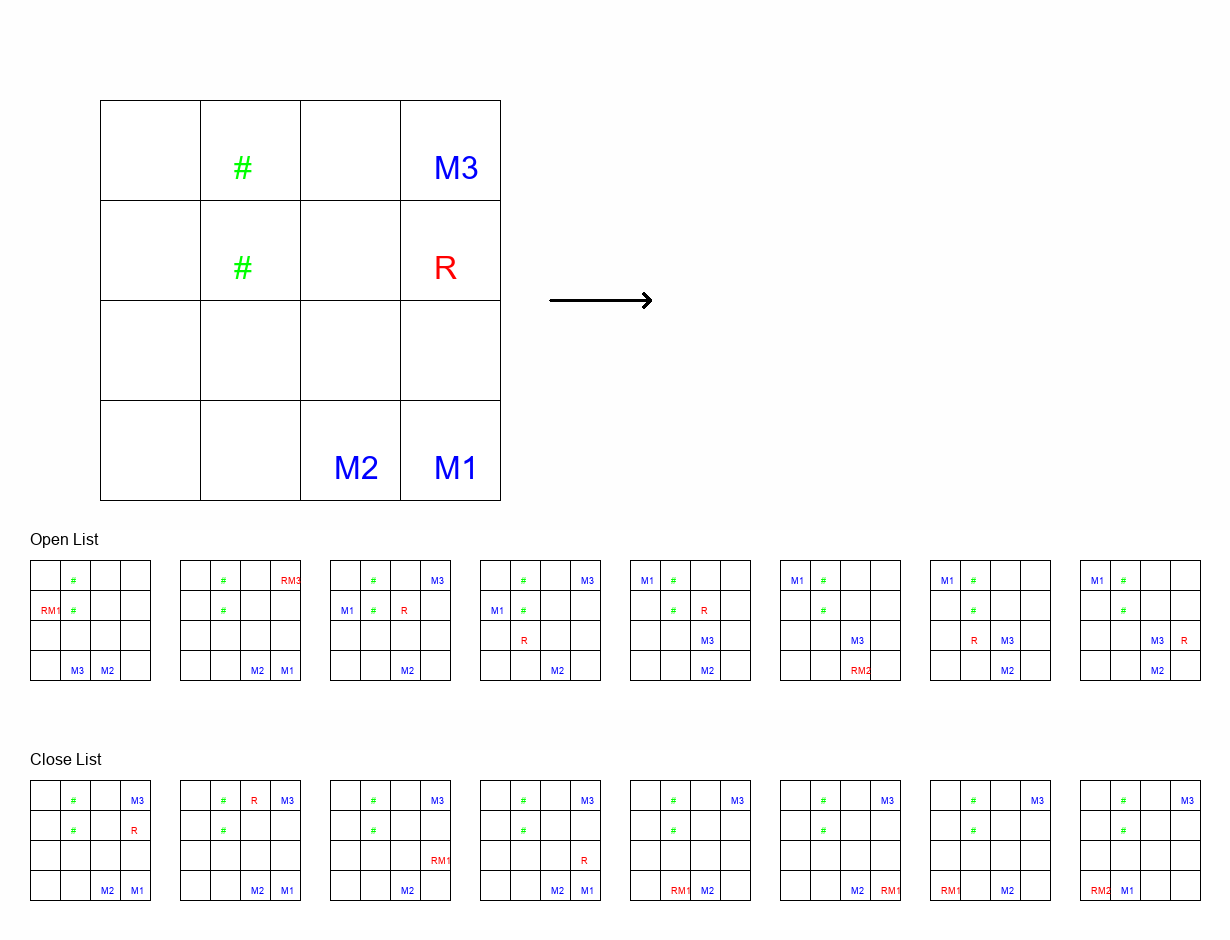 # M3
# R
M2 M1
Open List
# # RM3 # M3 # M3 M1 # M1 # M1 # M1 #
RM1 # # M1 # R M1 # # R # # #
R M3 M3 R M3 M3 R
M3 M2 M2 M1 M2 M2 M2 RM2 M2 M2
Close List
# M3 # R M3 # M3 # M3 # M3 # M3 # M3 # M3
# R # # # # # # #
RM1 R
M2 M1 M2 M1 M2 M2 M1 RM1 M2 M2 RM1 RM1 M2 RM2 M1